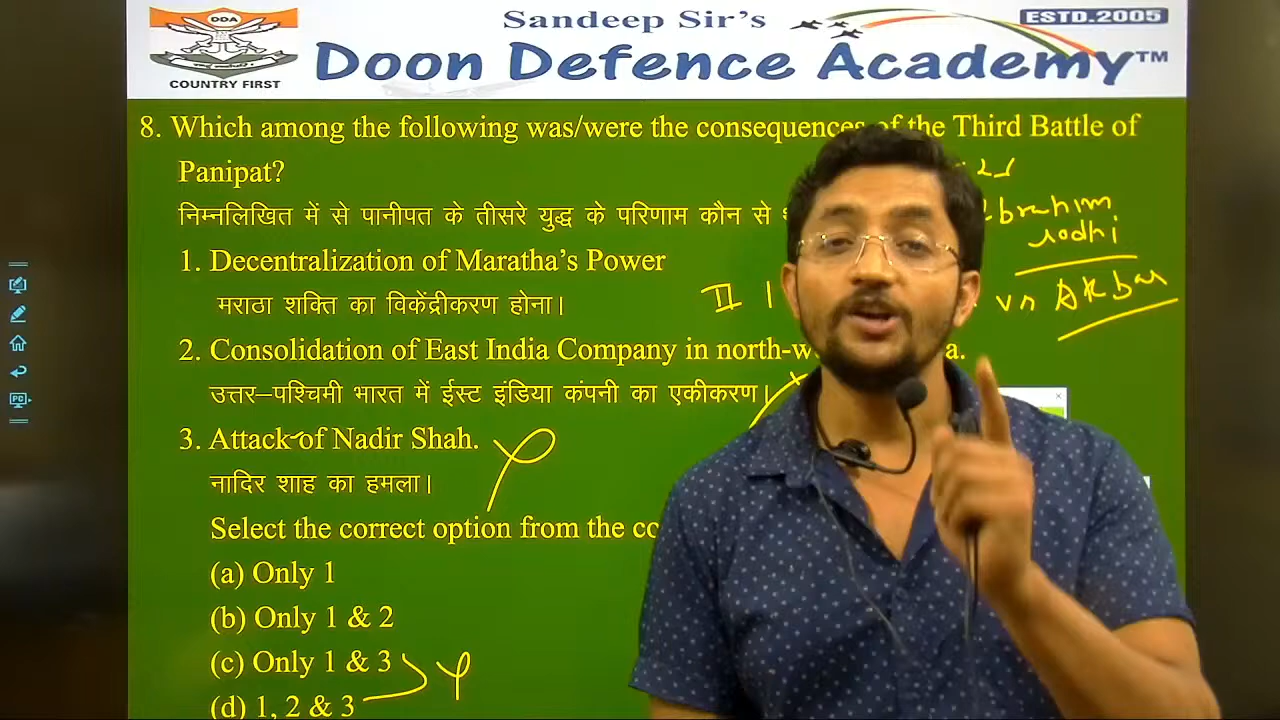 DDA
COUNTRY FIRST
Sandeep Sir's
ESTD.2005
Doon Defence Academy™
8. Which among the following was/were the consequences of the Third Battle of
Panipat?
निम्नलिखित में से पानीपत के तीसरे युद्ध के परिणाम कौन से
Ibrahim
lodhi
1. Decentralization of Maratha's Power
मराठा शक्ति का विकेंद्रीकरण होना।
II
vs Akbar
2. Consolidation of East India Company in north-w a.
उत्तर–पश्चिमी भारत में ईस्ट इंडिया कंपनी का एकीकरण।
3. Attack of Nadir Shah.
नादिर शाह का हमला।
Select the correct option from the co
(a) Only 1
(b) Only 1 & 2
(c) Only 1 & 3
(d) 1, 2 & 3